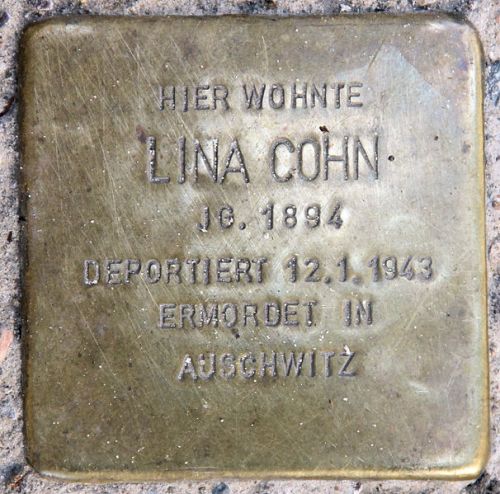 HIER WOHNTE
LINA COHN
JG. 1894
DEPORTIERT 12.1.1943
ERMORDET IN
AUSCHWITZ